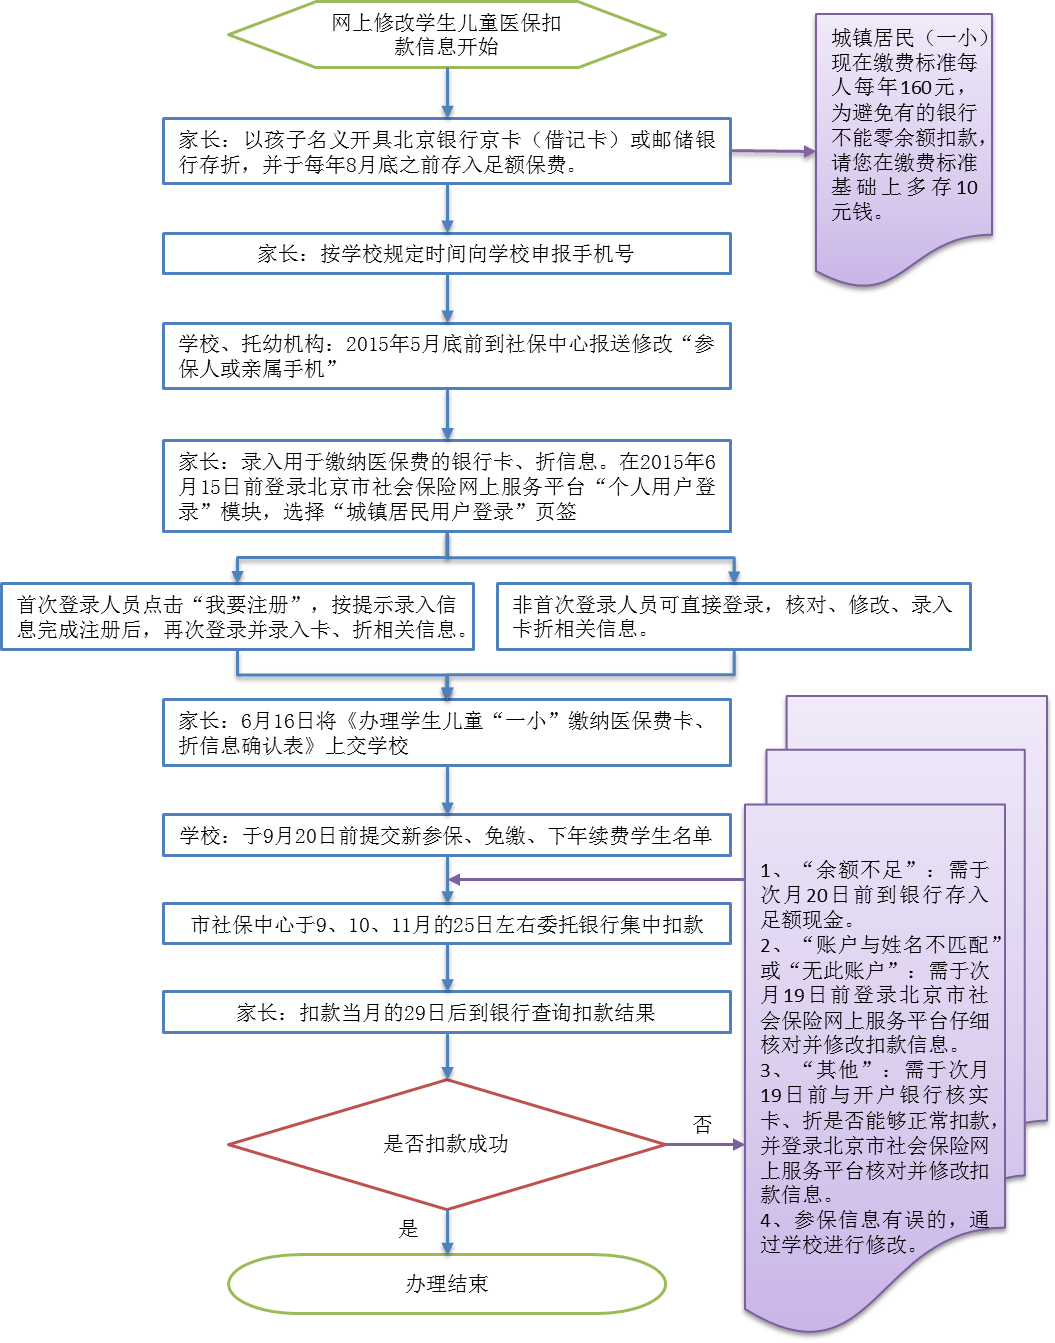 网上修改学生儿童医保扣
款信息开始
城镇居民（一小）
现在缴费标准每
人每年160元，
为避免有的银行
不能零余额扣款，
请您在缴费标准
基础上多存10
元钱。
家长：以孩子名义开具北京银行京卡（借记卡）或邮储银
行存折，并于每年8月底之前存入足额保费。
家长：按学校规定时间向学校申报手机号
学校、托幼机构：2015年5月底前到社保中心报送修改“参
保人或亲属手机”
家长：录入用于缴纳医保费的银行卡、折信息。在2015年6
月15日前登录北京市社会保险网上服务平台“个人用户登
录”模块，选择“城镇居民用户登录”页签
首次登录人员点击“我要注册”，按提示录入信
息完成注册后，再次登录并录入卡、折相关信息。
非首次登录人员可直接登录，核对、修改、录入
卡折相关信息。
家长：6月16日将《办理学生儿童“一小”缴纳医保费卡、
折信息确认表》上交学校
学校：于9月20日前提交新参保、免缴、下年续费学生名单
市社保中心于9、10、11月的25日左右委托银行集中扣款
家长：扣款当月的29日后到银行查询扣款结果
是否扣款成功
否
是
办理结束
1、“余额不足”：需于
次月20日前到银行存入
足额现金。
2、“账户与姓名不匹配”
或“无此账户”：需于次
月19日前登录北京市社
会保险网上服务平台仔细
核对并修改扣款信息。
3、“其他”：需于次月
19日前与开户银行核实
卡、折是否能够正常扣款，
并登录北京市社会保险网
上服务平台核对并修改扣
款信息。
4、参保信息有误的，通
过学校进行修改。